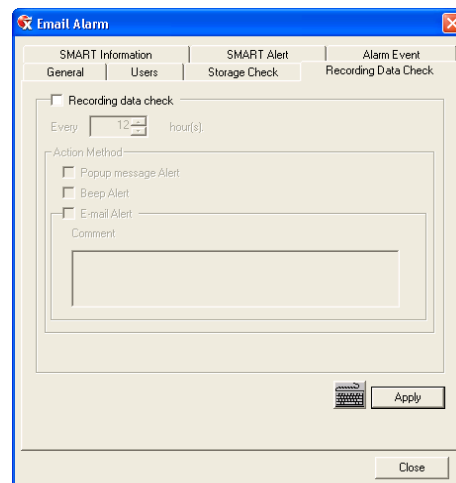 Email Alarm
SMART Information SMART Alert Alarm Event
General Users Storage Check Recording Data Check
Recording data check
Every 12 hour(s).
Action Method
Popup message Alert
Beep Alert
E-mail Alert
Comment
Apply
Close